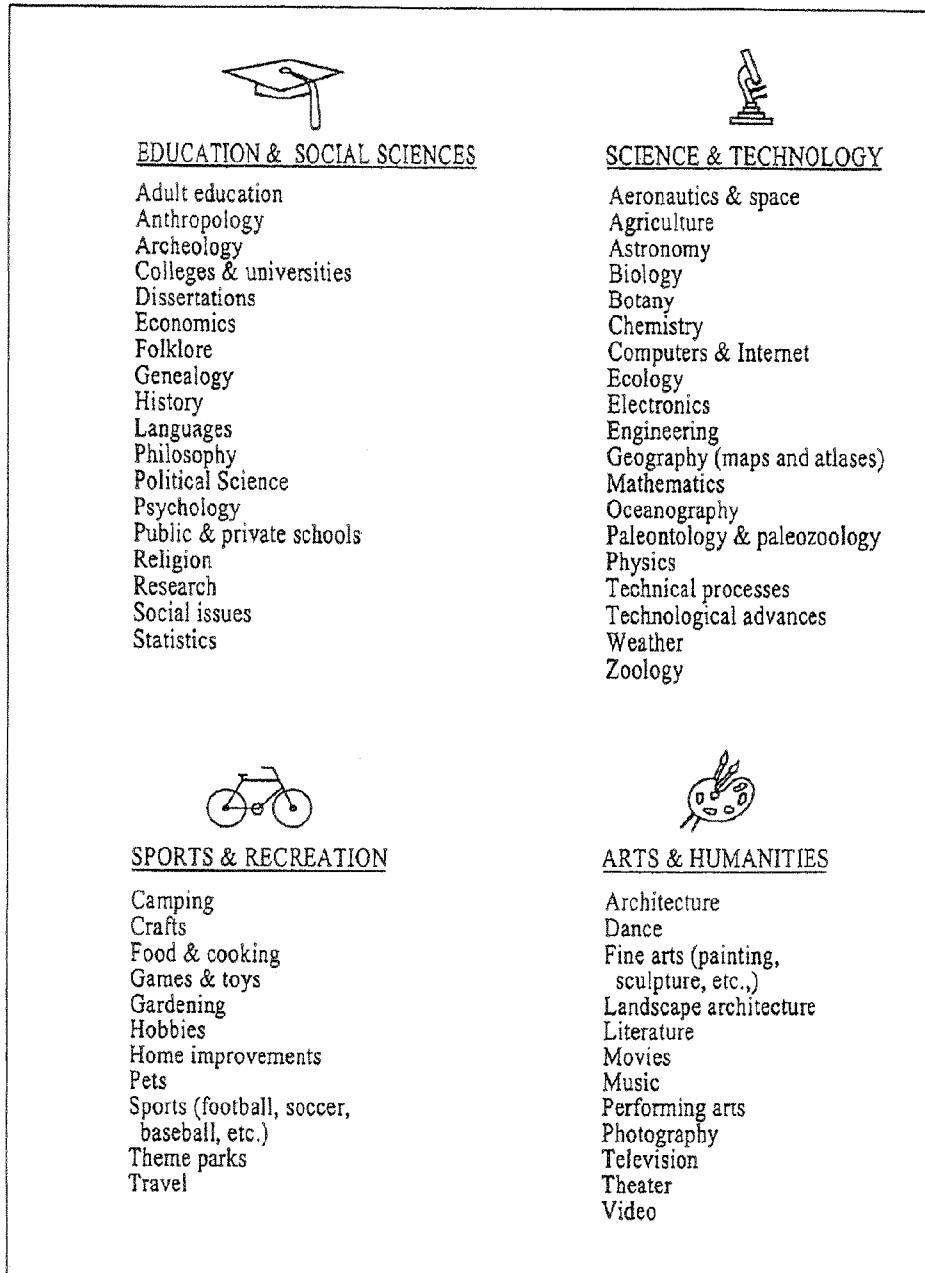 EDUCATION & SOCIAL SCIENCES
Adult education
Anthropology
Archeology
Colleges & universities
Dissertations
Economics
Folklore
Genealogy
History
Languages
Philosophy
Political Science
Psychology
Public & private schools
Religion
Research
Social issues
Statistics
SCIENCE & TECHNOLOGY
Aeronautics & space
Agriculture
Astronomy
Biology
Botany
Chemistry
Computers & Internet
Ecology
Electronics
Engineering
Geography (maps and atlases)
Mathematics
Oceanography
Paleontology & paleozoology
Physics
Technical processes
Technological advances
Weather
Zoology
SPORTS & RECREATION
Camping
Crafts
Food & cooking
Games & toys
Gardening
Hobbies
Home improvements
Pets
Sports (football, soccer,
baseball, etc.)
Theme parks
Travel
ARTS & HUMANITIES
Architecture
Dance
Fine arts (painting,
sculpture, etc.,)
Landscape architecture
Literature
Movies
Music
Performing arts
Photography
Television
Theater
Video